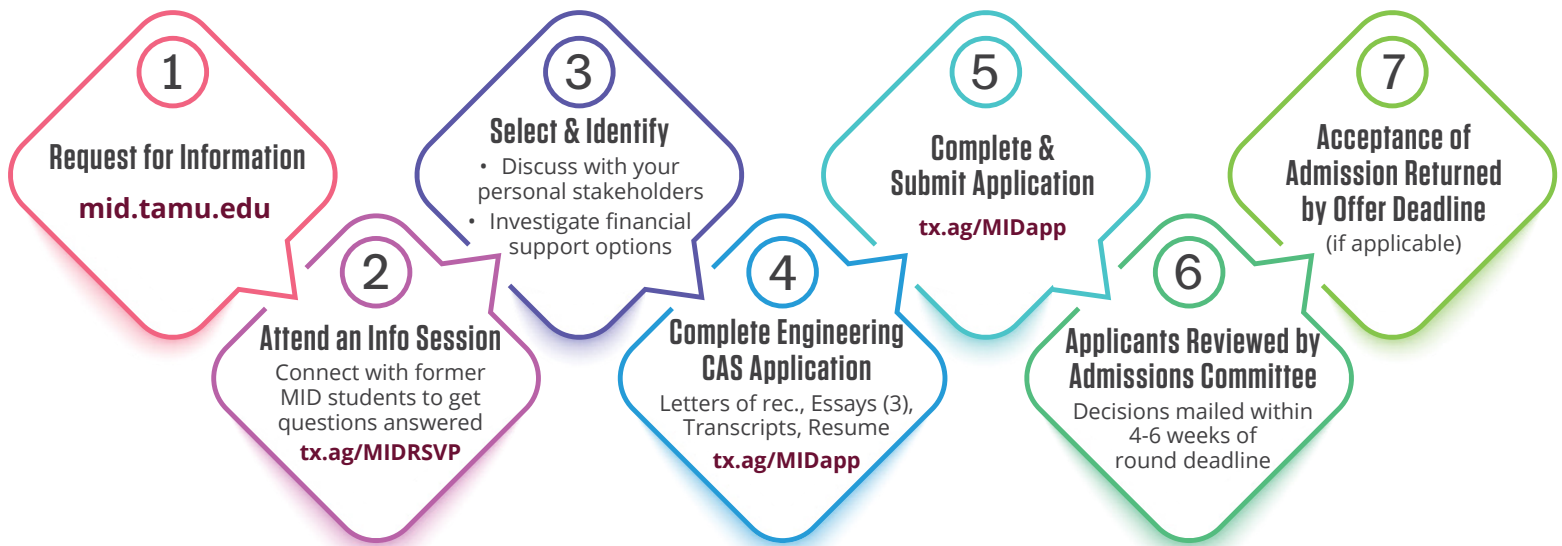 1
Request for Information
mid.tamu.edu
2
Attend an Info Session
Connect with former
MID students to get
questions answered
tx.ag/MIDRSVP
3
Select & Identify
• Discuss with your
personal stakeholders
• Investigate financial
support options
4
Complete Engineering
CAS Application
Letters of rec., Essays (3),
Transcripts, Resume
tx.ag/MIDapp
5
Complete &
Submit Application
tx.ag/MIDapp
6
Applicants Reviewed by
Admissions Committee
Decisions mailed within
4-6 weeks of
round deadline
7
Acceptance of
Admission Returned
by Offer Deadline
(if applicable)